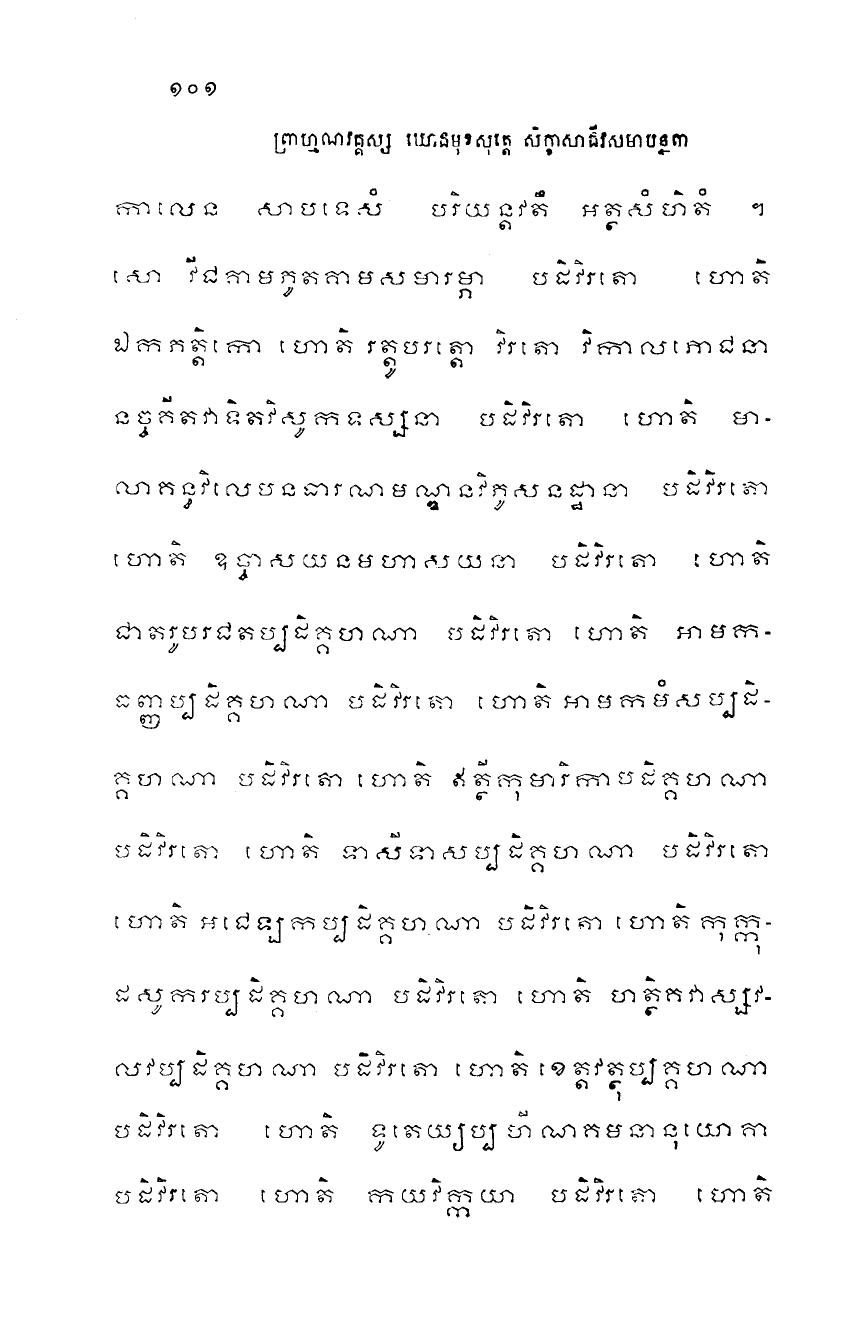 ១០១
ព្រាហ្មណវគ្គស្ស ឃោដមុខសុត្តេ សិក្ខាសាជីវសមាបន្នតា
កាលេន សាបទេសំ បរិយន្តវតឹ អត្ថសំហិតំ ។
សោ វីជគាមភូតគាមសមារម្ភា បដិវិរតោ ហោតិ
ឯកភត្តិកោ ហោតិ រត្តូបរត្តោ វិរតោ វិកាលភោជនា
នច្ចគីតវាទិតវិសូកទស្សនា បដិវិរតោ ហោតិ មា-
លាគន្ធវិលេបនធារណមណ្ឌនវិភូសនដ្ឋានា បដិវិរតោ
ហោតិ ឧច្ចាសយនមហាសយនា បដិវិរតោ ហោតិ
ជាតរូបរជតប្បដិគ្គហណា បដិវិរតោ ហោតិ អាមក-
ធញ្ញប្បដិគ្គហណា បដិវិរតោ ហោតិ អាមកមំសប្បដិ-
គ្គហណា បដិវិរតោ ហោតិ ឥត្ថីកុមារិកាបដិគ្គហណា
បដិវិរតោ ហោតិ ទាសីទាសប្បដិគ្គហណា បដិវិរតោ
ហោតិ អជេឡកប្បដិគ្គហណា បដិវិរតោ ហោតិ កុក្កុ-
ដសូករប្បដិគ្គហណា បដិវិរតោ ហោតិ ហត្ថិគវាស្សវ-
លវប្បដិគ្គហណា បដិវិរតោ ហោតិ ខេត្តវត្ថុប្បគ្គហណា
បដិវិរតោ ហោតិ ទូតេយ្យប្បហីណគមនានុយោគា
បដិវិរតោ ហោតិ កយវិក្កយា បដិវិរតោ ហោតិ